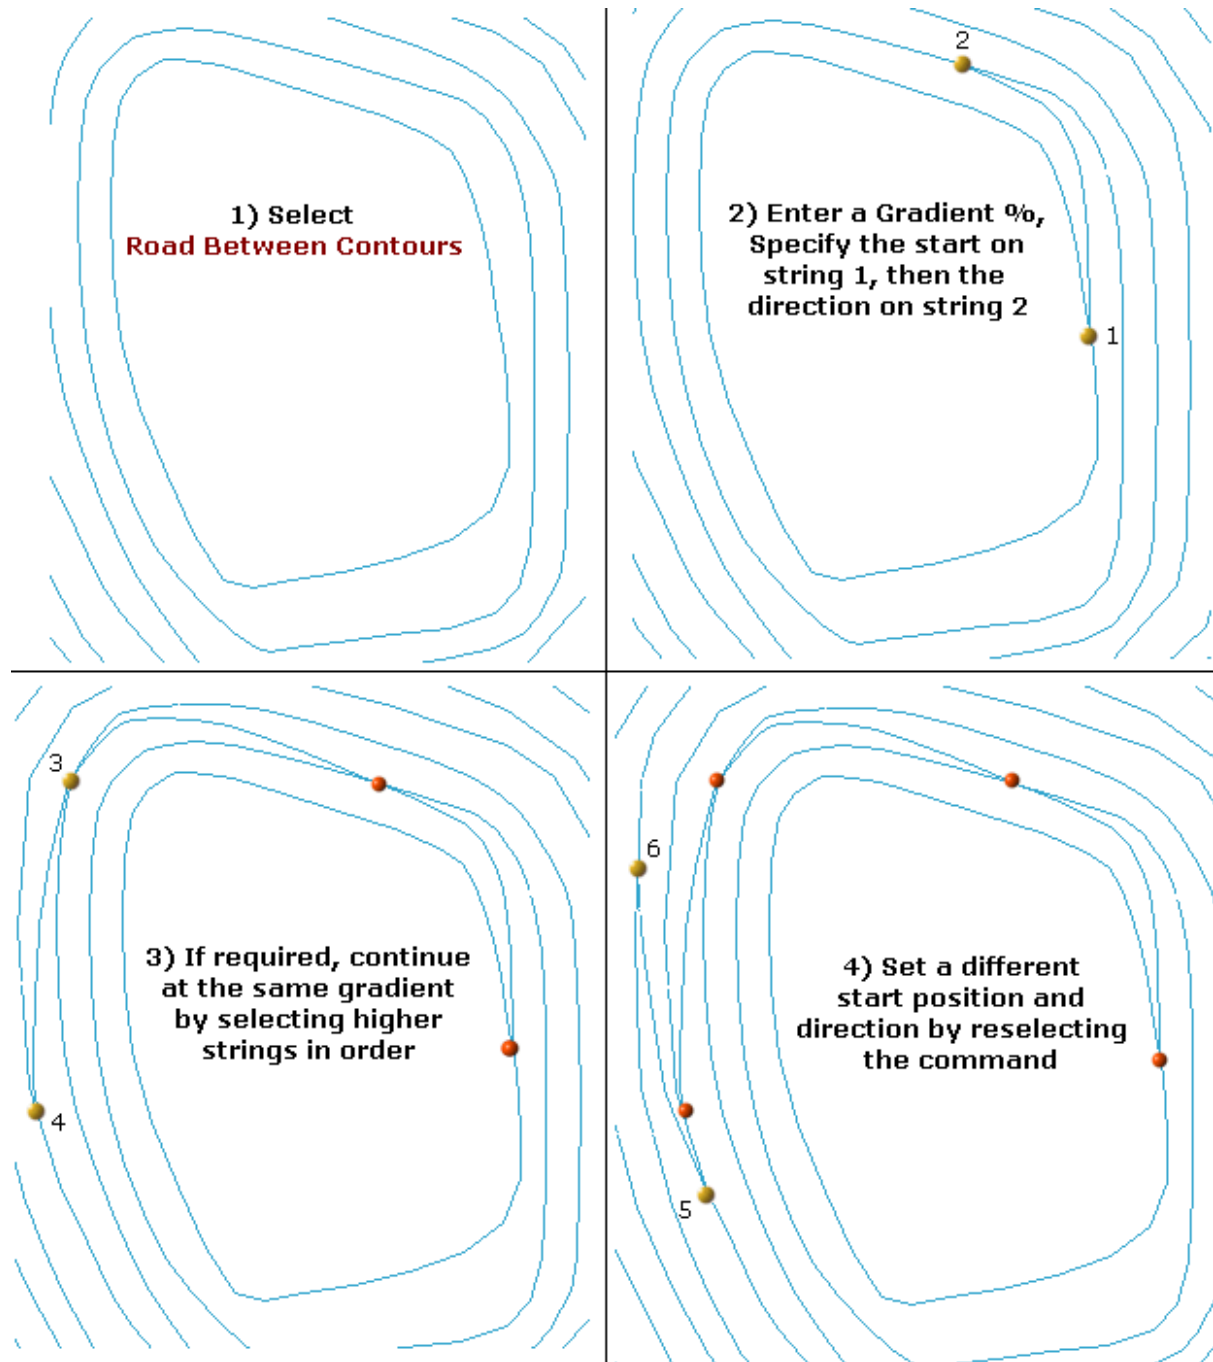 1) Select
Road Between Contours
2
2) Enter a Gradient %,
Specify the start on
string 1, then the
direction on string 2
1
3
3) If required, continue
at the same gradient
by selecting higher
strings in order
4
6
4) Set a different
start position and
direction by reselecting
the command
5